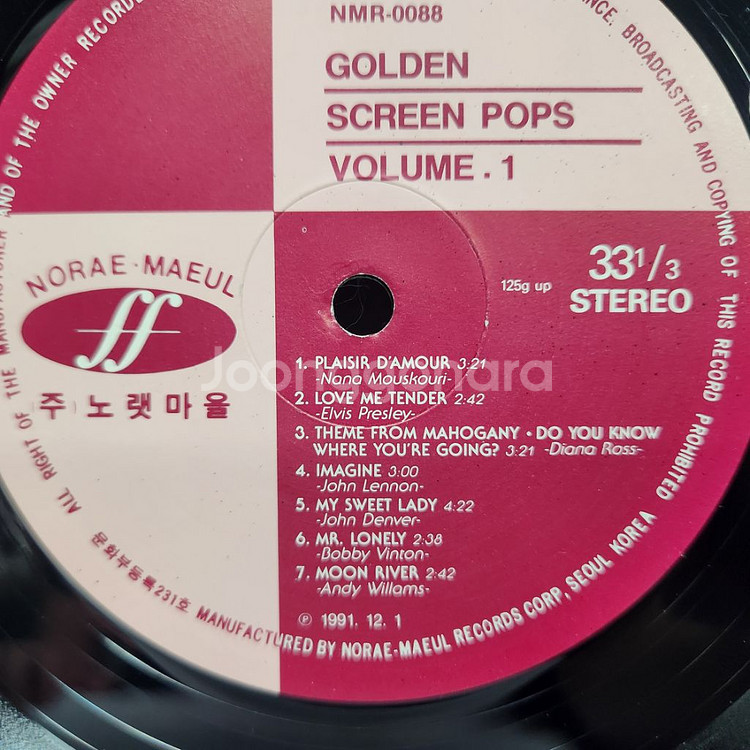 NMR-0088
GOLDEN
SCREEN POPS
VOLUME . 1
NORAE·MAEUL
ff
주)노랫마을
33 1/3
125g up
STEREO
1. PLAISIR D'AMOUR 3:21
-Nana Mouskouri-
2. LOVE ME TENDER 2:42
-Elvis Presley-
3. THEME FROM MAHOGANY · DO YOU KNOW
WHERE YOU'RE GOING? 3:21 -Diana Ross-
4. IMAGINE 3:00
-John Lennon-
5. MY SWEET LADY 4:22
-John Denver-
6. MR. LONELY 2:38
-Bobby Vinton-
7. MOON RIVER 2:42
-Andy Willams-
℗ 1991. 12. 1
문화부등록231호 MANUFACTURED BY NORAE-MAEUL RECORDS CORP, SEOUL KOREA
ALL RIGHT OF THE MANUFACTURER AND OF THE OWNER RECORDED
BROADCASTING AND COPYING OF THIS RECORD PROHIBITED
Joonggonara